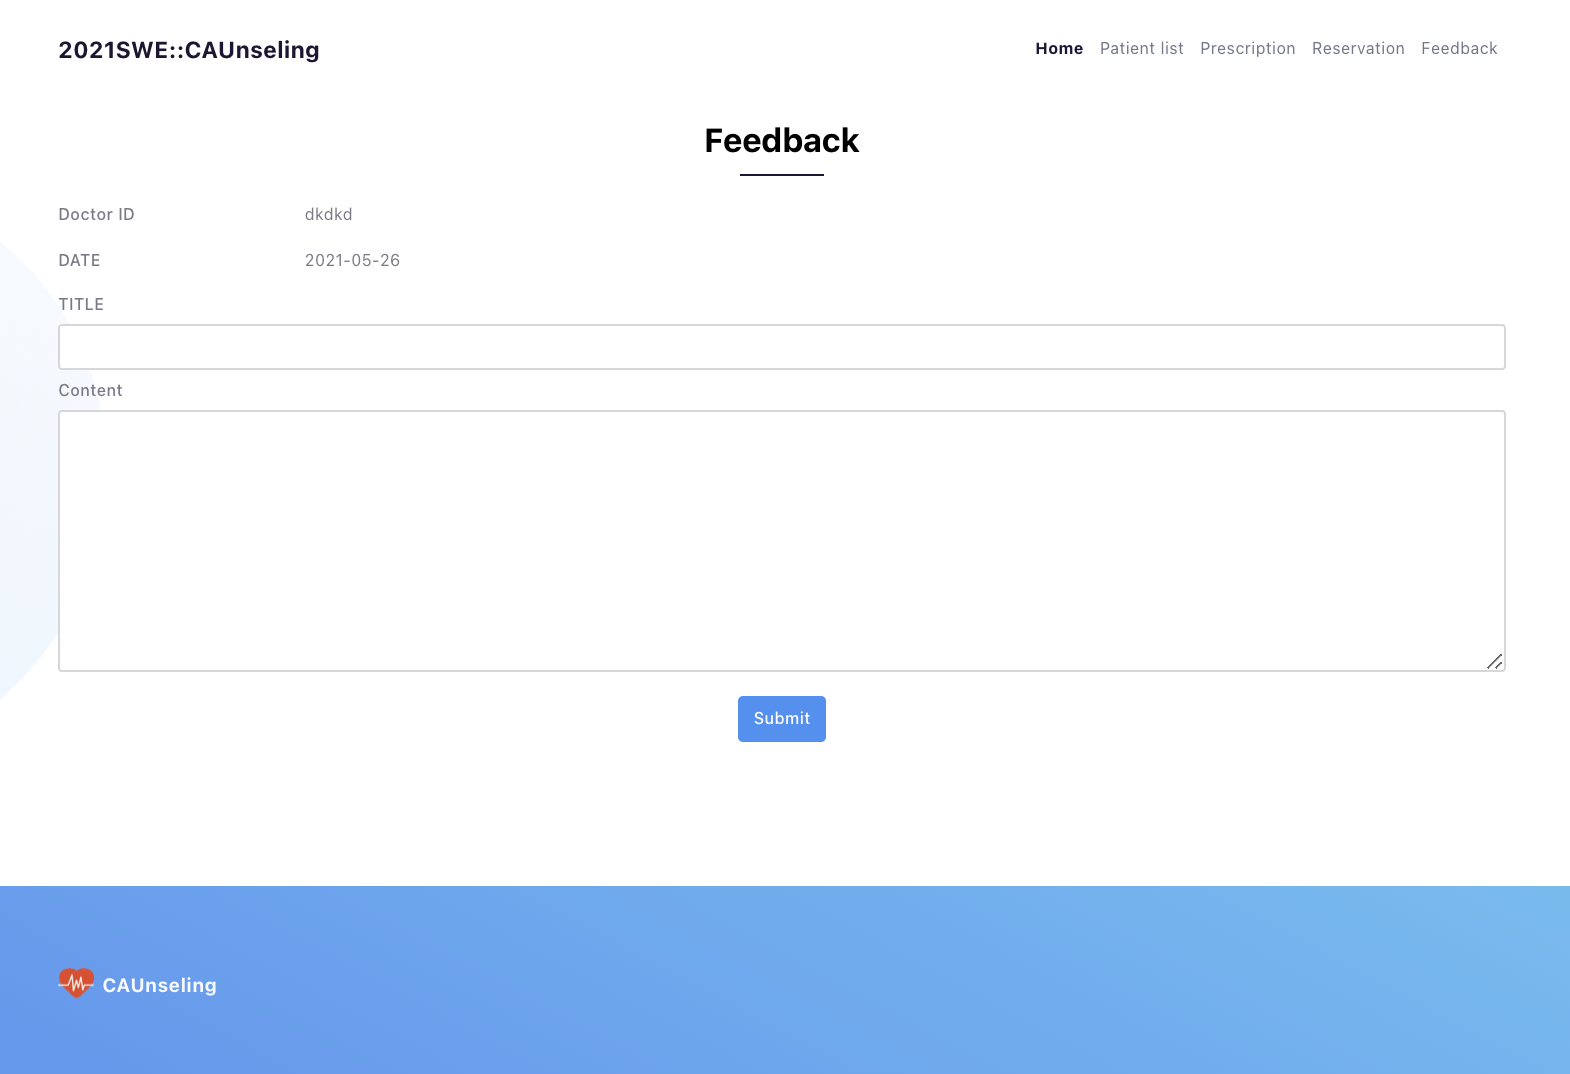 2021SWE::CAUnseling
Home Patient list Prescription Reservation Feedback
Feedback
Doctor ID dkdkd
DATE 2021-05-26
TITLE
Content
Submit
CAUnseling